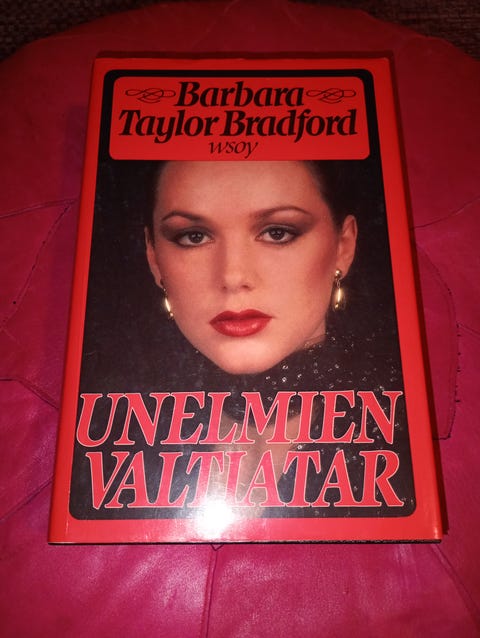 Barbara
Taylor Bradford
wsoy
UNELMIEN
VALTIATAR